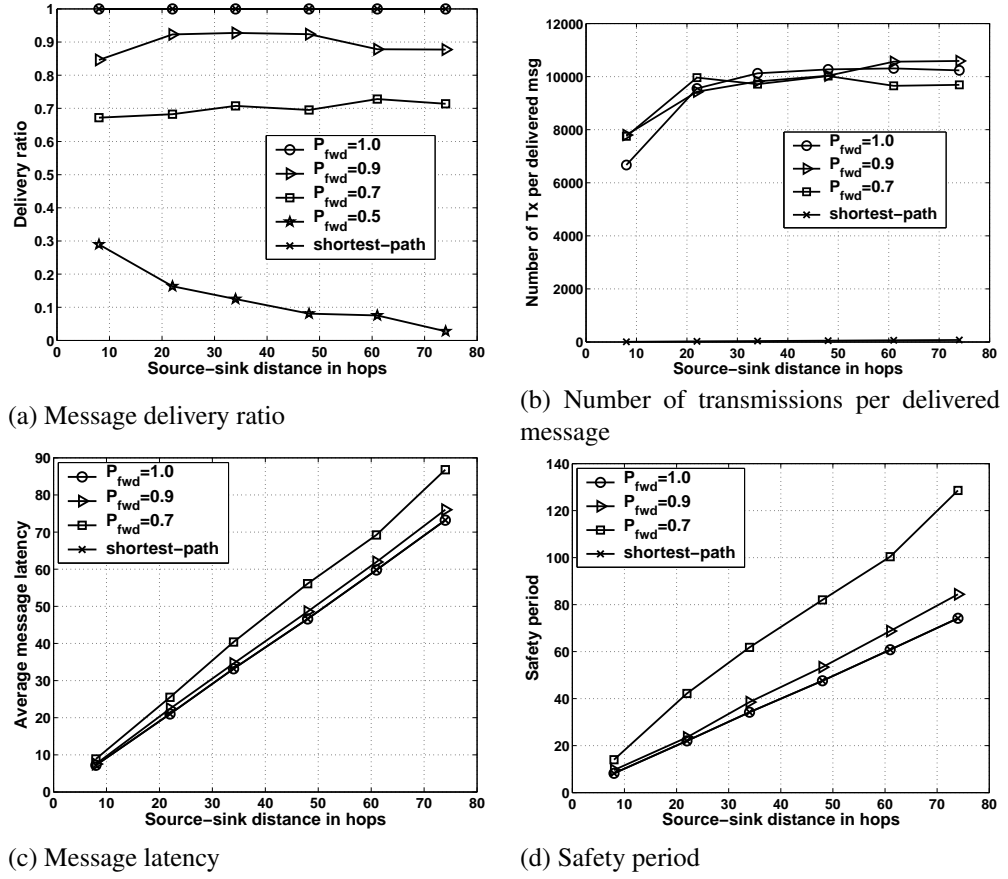 1
0.9
0.8
0.7
0.6
0.5
0.4
0.3
0.2
0.1
0
Delivery ratio
P_fwd=1.0
P_fwd=0.9
P_fwd=0.7
P_fwd=0.5
shortest-path
0 10 20 30 40 50 60 70 80
Source-sink distance in hops
(a) Message delivery ratio
12000
10000
8000
6000
4000
2000
0
Number of Tx per delivered msg
P_fwd=1.0
P_fwd=0.9
P_fwd=0.7
shortest-path
0 10 20 30 40 50 60 70 80
Source-sink distance in hops
(b) Number of transmissions per delivered
message
90
80
70
60
50
40
30
20
10
0
Average message latency
P_fwd=1.0
P_fwd=0.9
P_fwd=0.7
shortest-path
0 10 20 30 40 50 60 70 80
Source-sink distance in hops
(c) Message latency
140
120
100
80
60
40
20
0
Safety period
P_fwd=1.0
P_fwd=0.9
P_fwd=0.7
shortest-path
0 10 20 30 40 50 60 70 80
Source-sink distance in hops
(d) Safety period